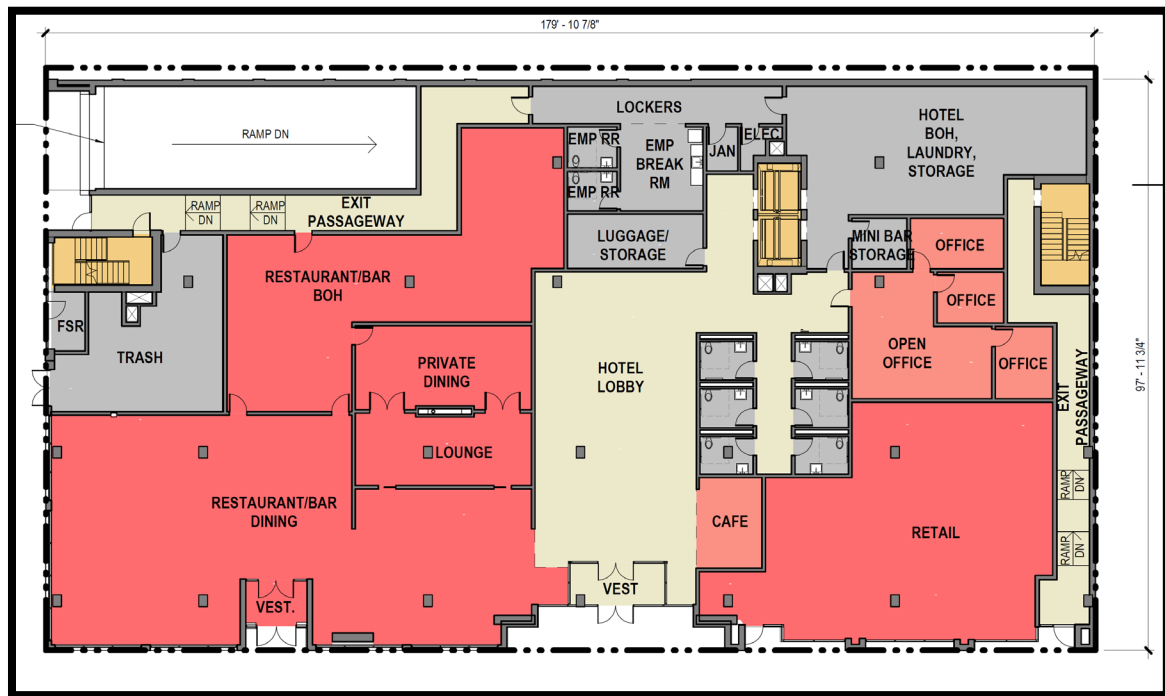 179' - 10 7/8"
LOCKERS
HOTEL
BOH,
LAUNDRY,
STORAGE
RAMP DN
EMP RR
EMP
BREAK
RM
JAN
ELEC
EMP RR
RAMP
DN
RAMP
DN
EXIT
PASSAGEWAY
LUGGAGE/
STORAGE
MINI BAR
STORAGE
OFFICE
RESTAURANT/BAR
BOH
OFFICE
FSR
TRASH
PRIVATE
DINING
HOTEL
LOBBY
OPEN
OFFICE
OFFICE
97' - 11 3/4"
EXIT
PASSAGEWAY
LOUNGE
RESTAURANT/BAR
DINING
CAFE
RETAIL
RAMP
DN
RAMP
DN
VEST
VEST.